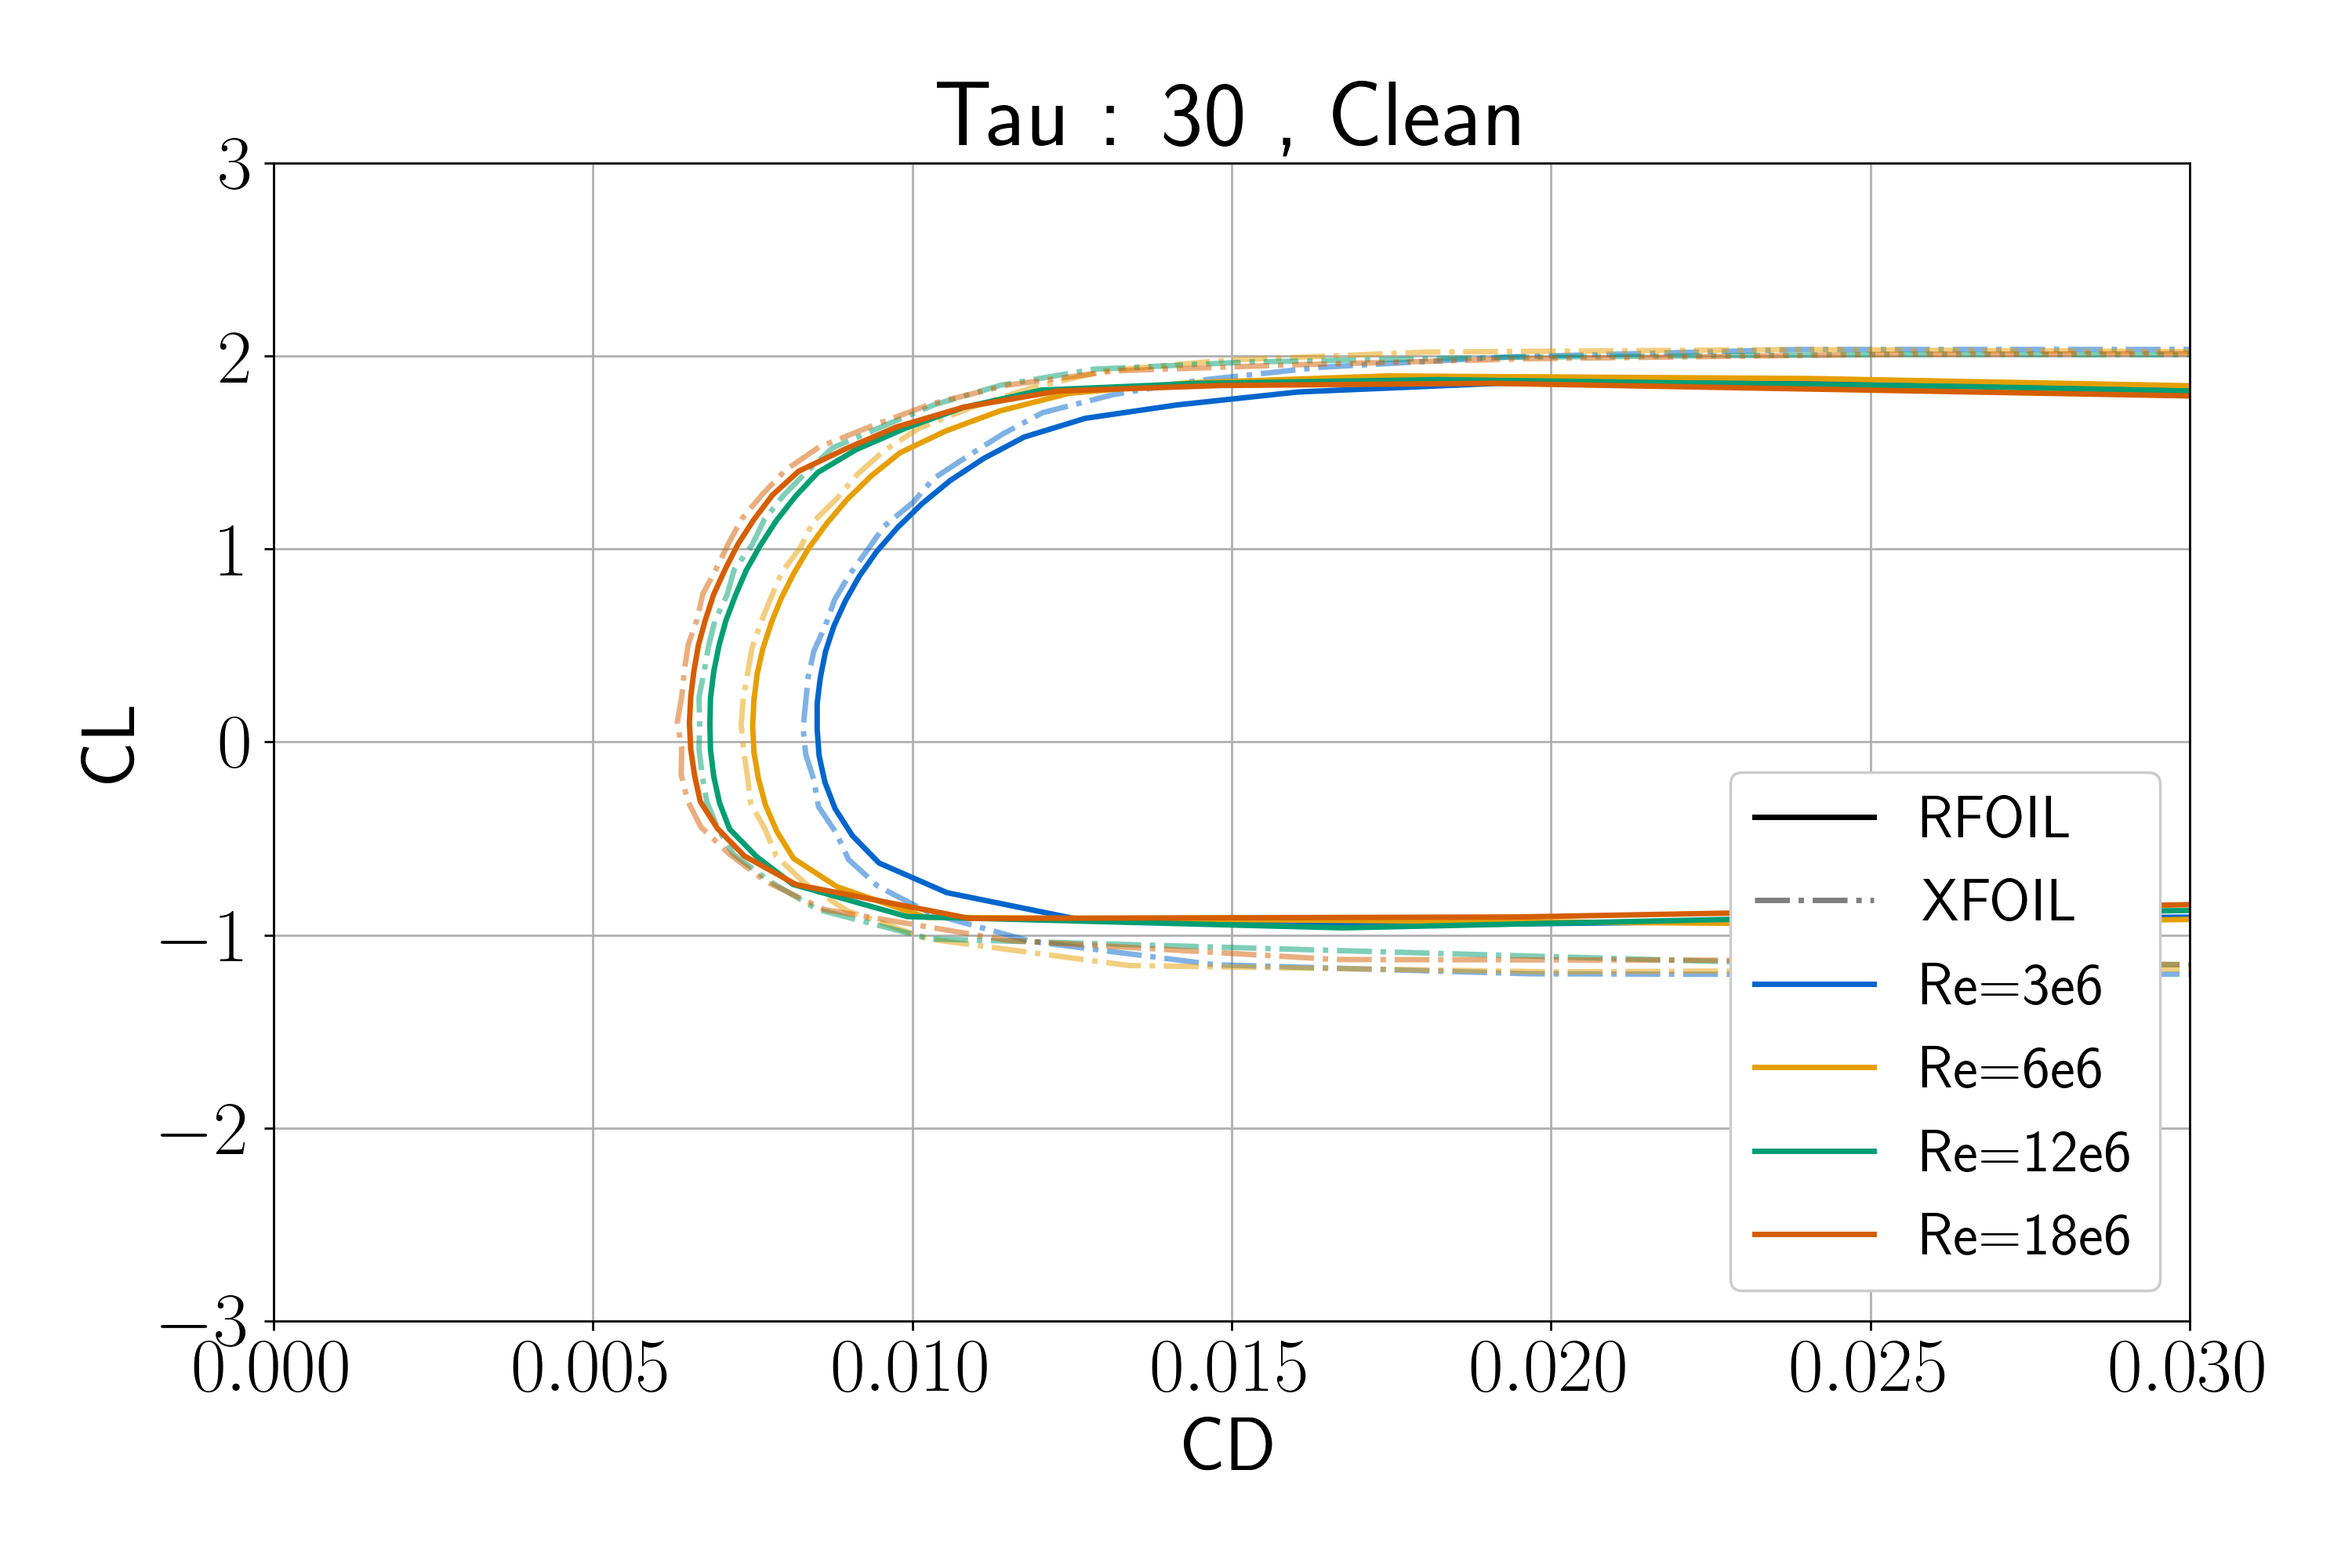 Tau : 30 , Clean
3
2
1
0
−1
−2
−3
CL
0.000 0.005 0.010 0.015 0.020 0.025 0.030
CD
RFOIL
XFOIL
Re=3e6
Re=6e6
Re=12e6
Re=18e6